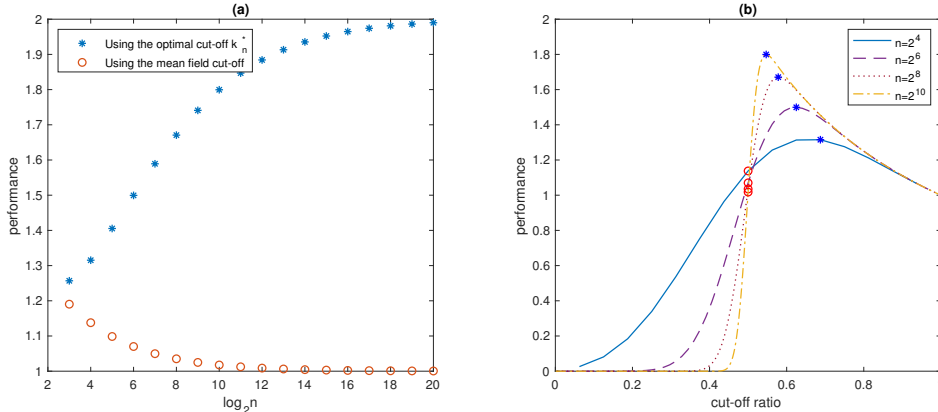 (a)
2
1.9
1.8
1.7
1.6
1.5
1.4
1.3
1.2
1.1
1
performance
Using the optimal cut-off k*n
Using the mean field cut-off
2 4 6 8 10 12 14 16 18 20
log2n
(b)
2
1.8
1.6
1.4
1.2
1
0.8
0.6
0.4
0.2
0
performance
n=2^4
n=2^6
n=2^8
n=2^10
0 0.2 0.4 0.6 0.8
cut-off ratio